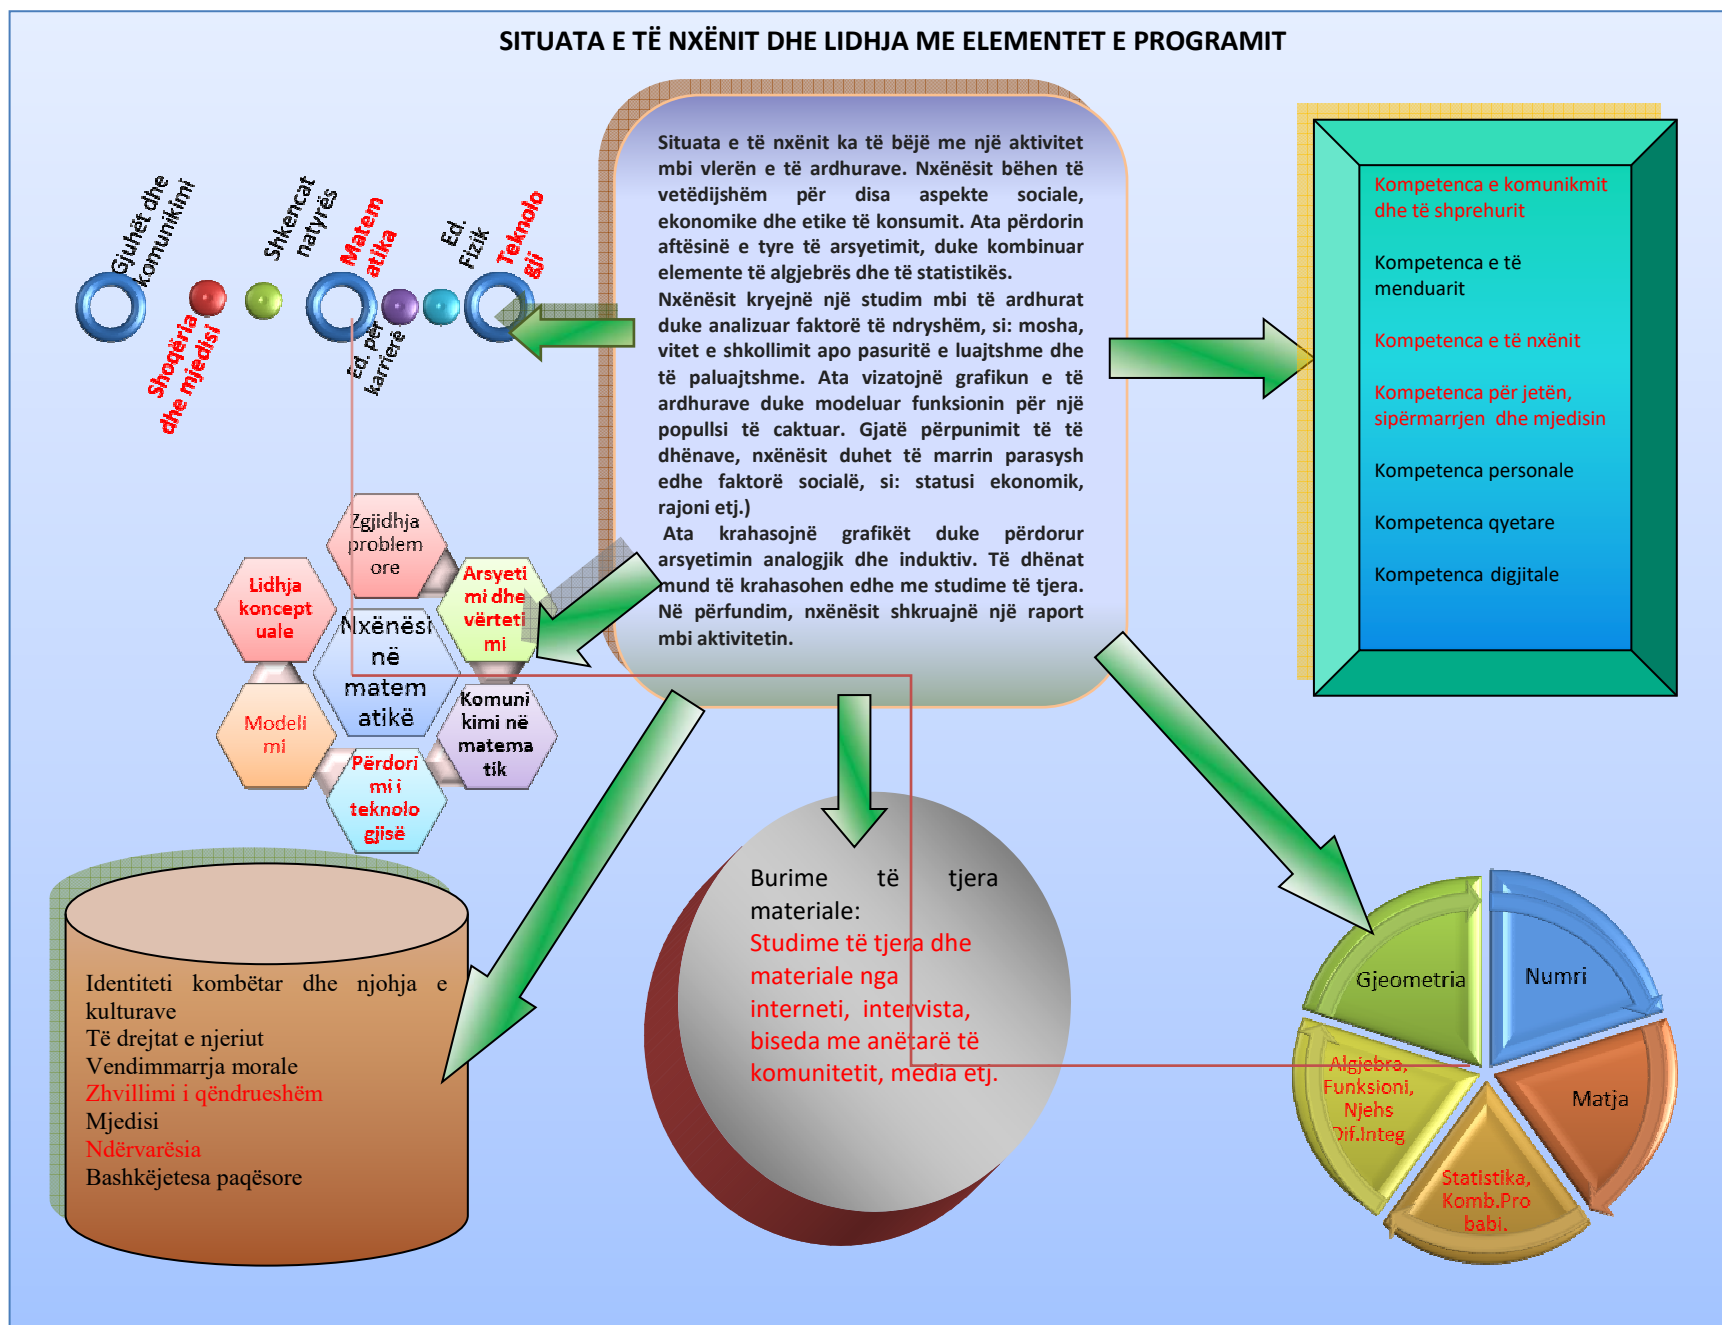 SITUATA E TË NXËNIT DHE LIDHJA ME ELEMENTET E PROGRAMIT
Gjuhët dhe
komunikimi
Shoqëria
dhe mjedisi
Shkencat
natyrës
Matem
atika
Ed. për
karrierë
Ed.
Fizik
Teknolo
gji
Situata e të nxënit ka të bëjë me një aktivitet
mbi vlerën e të ardhurave. Nxënësit bëhen të
vetëdijshëm për disa aspekte sociale,
ekonomike dhe etike të konsumit. Ata përdorin
aftësinë e tyre të arsyetimit, duke kombinuar
elemente të algjebrës dhe të statistikës.
Nxënësit kryejnë një studim mbi të ardhurat
duke analizuar faktorë të ndryshëm, si: mosha,
vitet e shkollimit apo pasuritë e luajtshme dhe
të paluajtshme. Ata vizatojnë grafikun e të
ardhurave duke modeluar funksionin për një
popullsi të caktuar. Gjatë përpunimit të të
dhënave, nxënësit duhet të marrin parasysh
edhe faktorë socialë, si: statusi ekonomik,
rajoni etj.)
Ata krahasojnë grafikët duke përdorur
arsyetimin analogjik dhe induktiv. Të dhënat
mund të krahasohen edhe me studime të tjera.
Në përfundim, nxënësit shkruajnë një raport
mbi aktivitetin.
Kompetenca e komunikmit
dhe të shprehurit
Kompetenca e të
menduarit
Kompetenca e të nxënit
Kompetenca për jetën,
sipërmarrjen dhe mjedisin
Kompetenca personale
Kompetenca qyetare
Kompetenca digjitale
Zgjidhja
problem
ore
Lidhja
koncept
uale
Arsyeti
mi dhe
vërteti
mi
Nxënësi
në
matem
atikë
Modeli
mi
Komuni
kimi në
matema
tik
Përdori
mi i
teknolo
gjisë
Identiteti kombëtar dhe njohja e
kulturave
Të drejtat e njeriut
Vendimmarrja morale
Zhvillimi i qëndrueshëm
Mjedisi
Ndërvarësia
Bashkëjetesa paqësore
Burime të tjera
materiale:
Studime të tjera dhe
materiale nga
interneti, intervista,
biseda me anëtarë të
komunitetit, media etj.
Gjeometria
Numri
Algjebra,
Funksioni,
Njehs
Dif.Integ
Matja
Statistika,
Komb.Pro
babi.